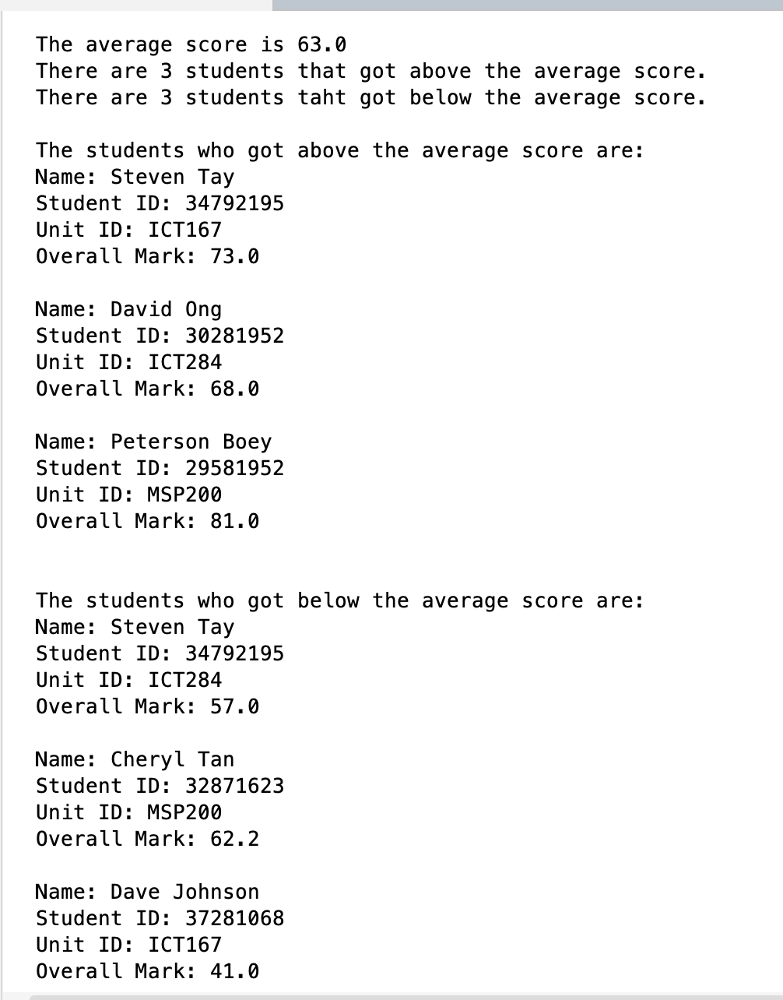 The average score is 63.0
There are 3 students that got above the average score.
There are 3 students taht got below the average score.
The students who got above the average score are:
Name: Steven Tay
Student ID: 34792195
Unit ID: ICT167
Overall Mark: 73.0
Name: David Ong
Student ID: 30281952
Unit ID: ICT284
Overall Mark: 68.0
Name: Peterson Boey
Student ID: 29581952
Unit ID: MSP200
Overall Mark: 81.0
The students who got below the average score are:
Name: Steven Tay
Student ID: 34792195
Unit ID: ICT284
Overall Mark: 57.0
Name: Cheryl Tan
Student ID: 32871623
Unit ID: MSP200
Overall Mark: 62.2
Name: Dave Johnson
Student ID: 37281068
Unit ID: ICT167
Overall Mark: 41.0